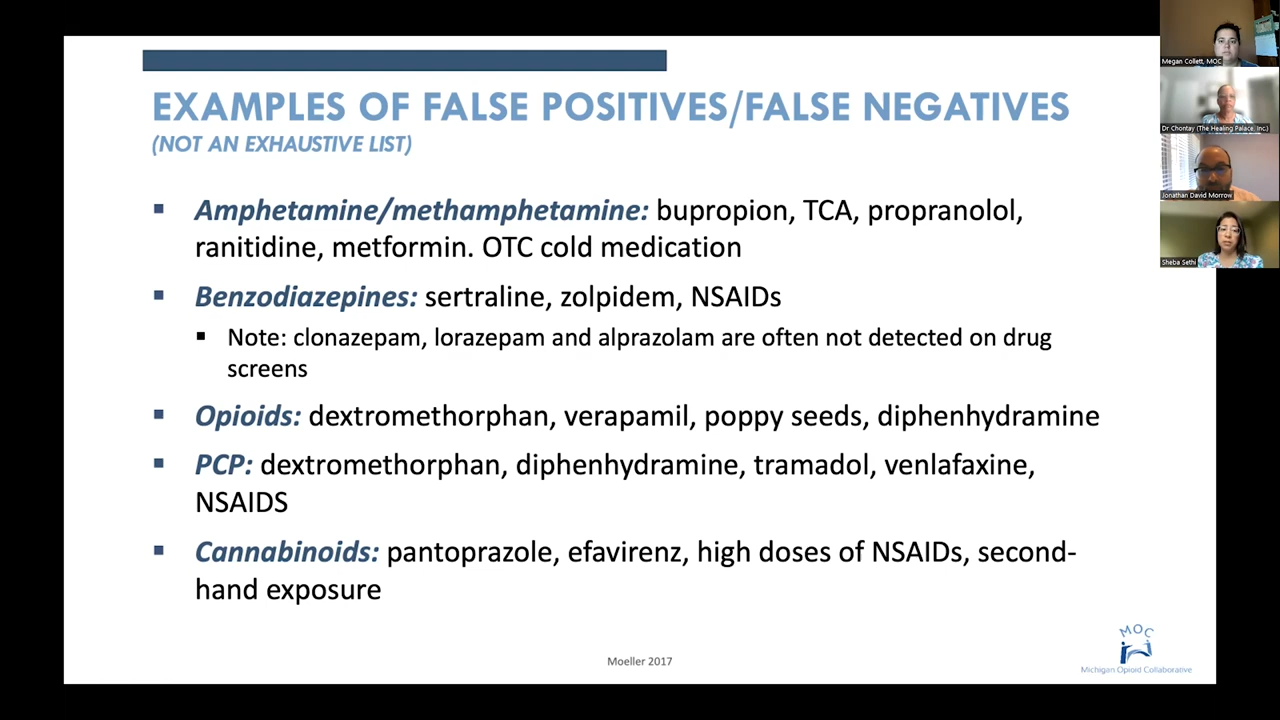 EXAMPLES OF FALSE POSITIVES/FALSE NEGATIVES
(NOT AN EXHAUSTIVE LIST)
Amphetamine/methamphetamine: bupropion, TCA, propranolol,
ranitidine, metformin. OTC cold medication
Benzodiazepines: sertraline, zolpidem, NSAIDs
Note: clonazepam, lorazepam and alprazolam are often not detected on drug
screens
Opioids: dextromethorphan, verapamil, poppy seeds, diphenhydramine
PCP: dextromethorphan, diphenhydramine, tramadol, venlafaxine,
NSAIDS
Cannabinoids: pantoprazole, efavirenz, high doses of NSAIDs, second-
hand exposure
Moeller 2017
MOC
Michigan Opioid Collaborative
Megan Collett, MOC
Dr Chontay (The Healing Palace, Inc.)
Jonathan David Morrow
Sheba Sethi